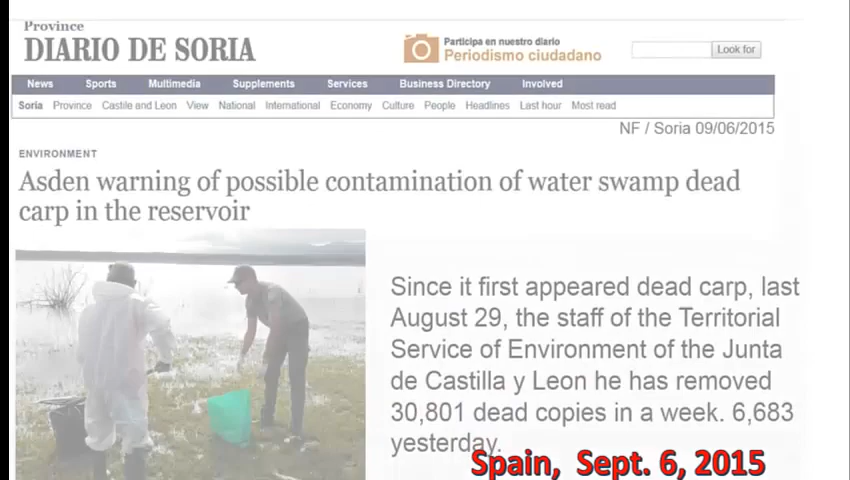 Province
DIARIO DE SORIA
Participa en nuestro diario
Periodismo ciudadano
Look for
News Sports Multimedia Supplements Services Business Directory Involved
Soria Province Castile and Leon View National International Economy Culture People Headlines Last hour Most read
NF / Soria 09/06/2015
ENVIRONMENT
Asden warning of possible contamination of water swamp dead
carp in the reservoir
Since it first appeared dead carp, last
August 29, the staff of the Territorial
Service of Environment of the Junta
de Castilla y Leon he has removed
30,801 dead copies in a week. 6,683
yesterday.
Spain, Sept. 6, 2015